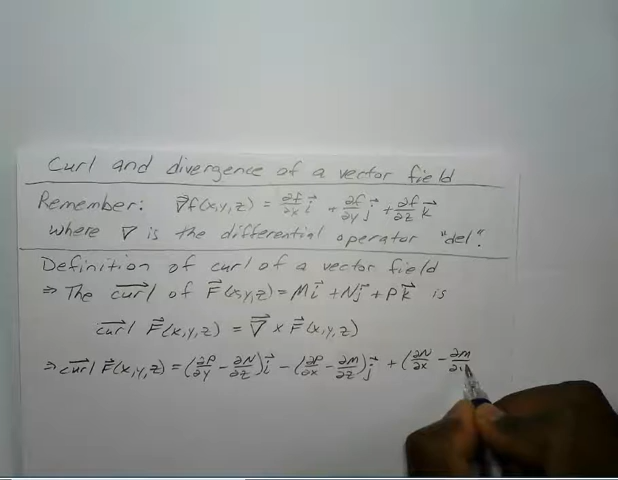 Curl and divergence of a vector field
Remember: ∇⃗f(x,y,z) = ∂f/∂x i⃗ + ∂f/∂y j⃗ + ∂f/∂z k⃗
where ∇ is the differential operator "del".
Definition of curl of a vector field
⇒ The curl⃗ of F⃗(x,y,z) = Mi⃗ + Nj⃗ + Pk⃗ is
curl⃗ F⃗(x,y,z) = ∇⃗ × F⃗(x,y,z)
⇒ curl⃗ F⃗(x,y,z) = (∂P/∂y − ∂N/∂z)i⃗ − (∂P/∂x − ∂M/∂z)j⃗ + (∂N/∂x − ∂M/∂